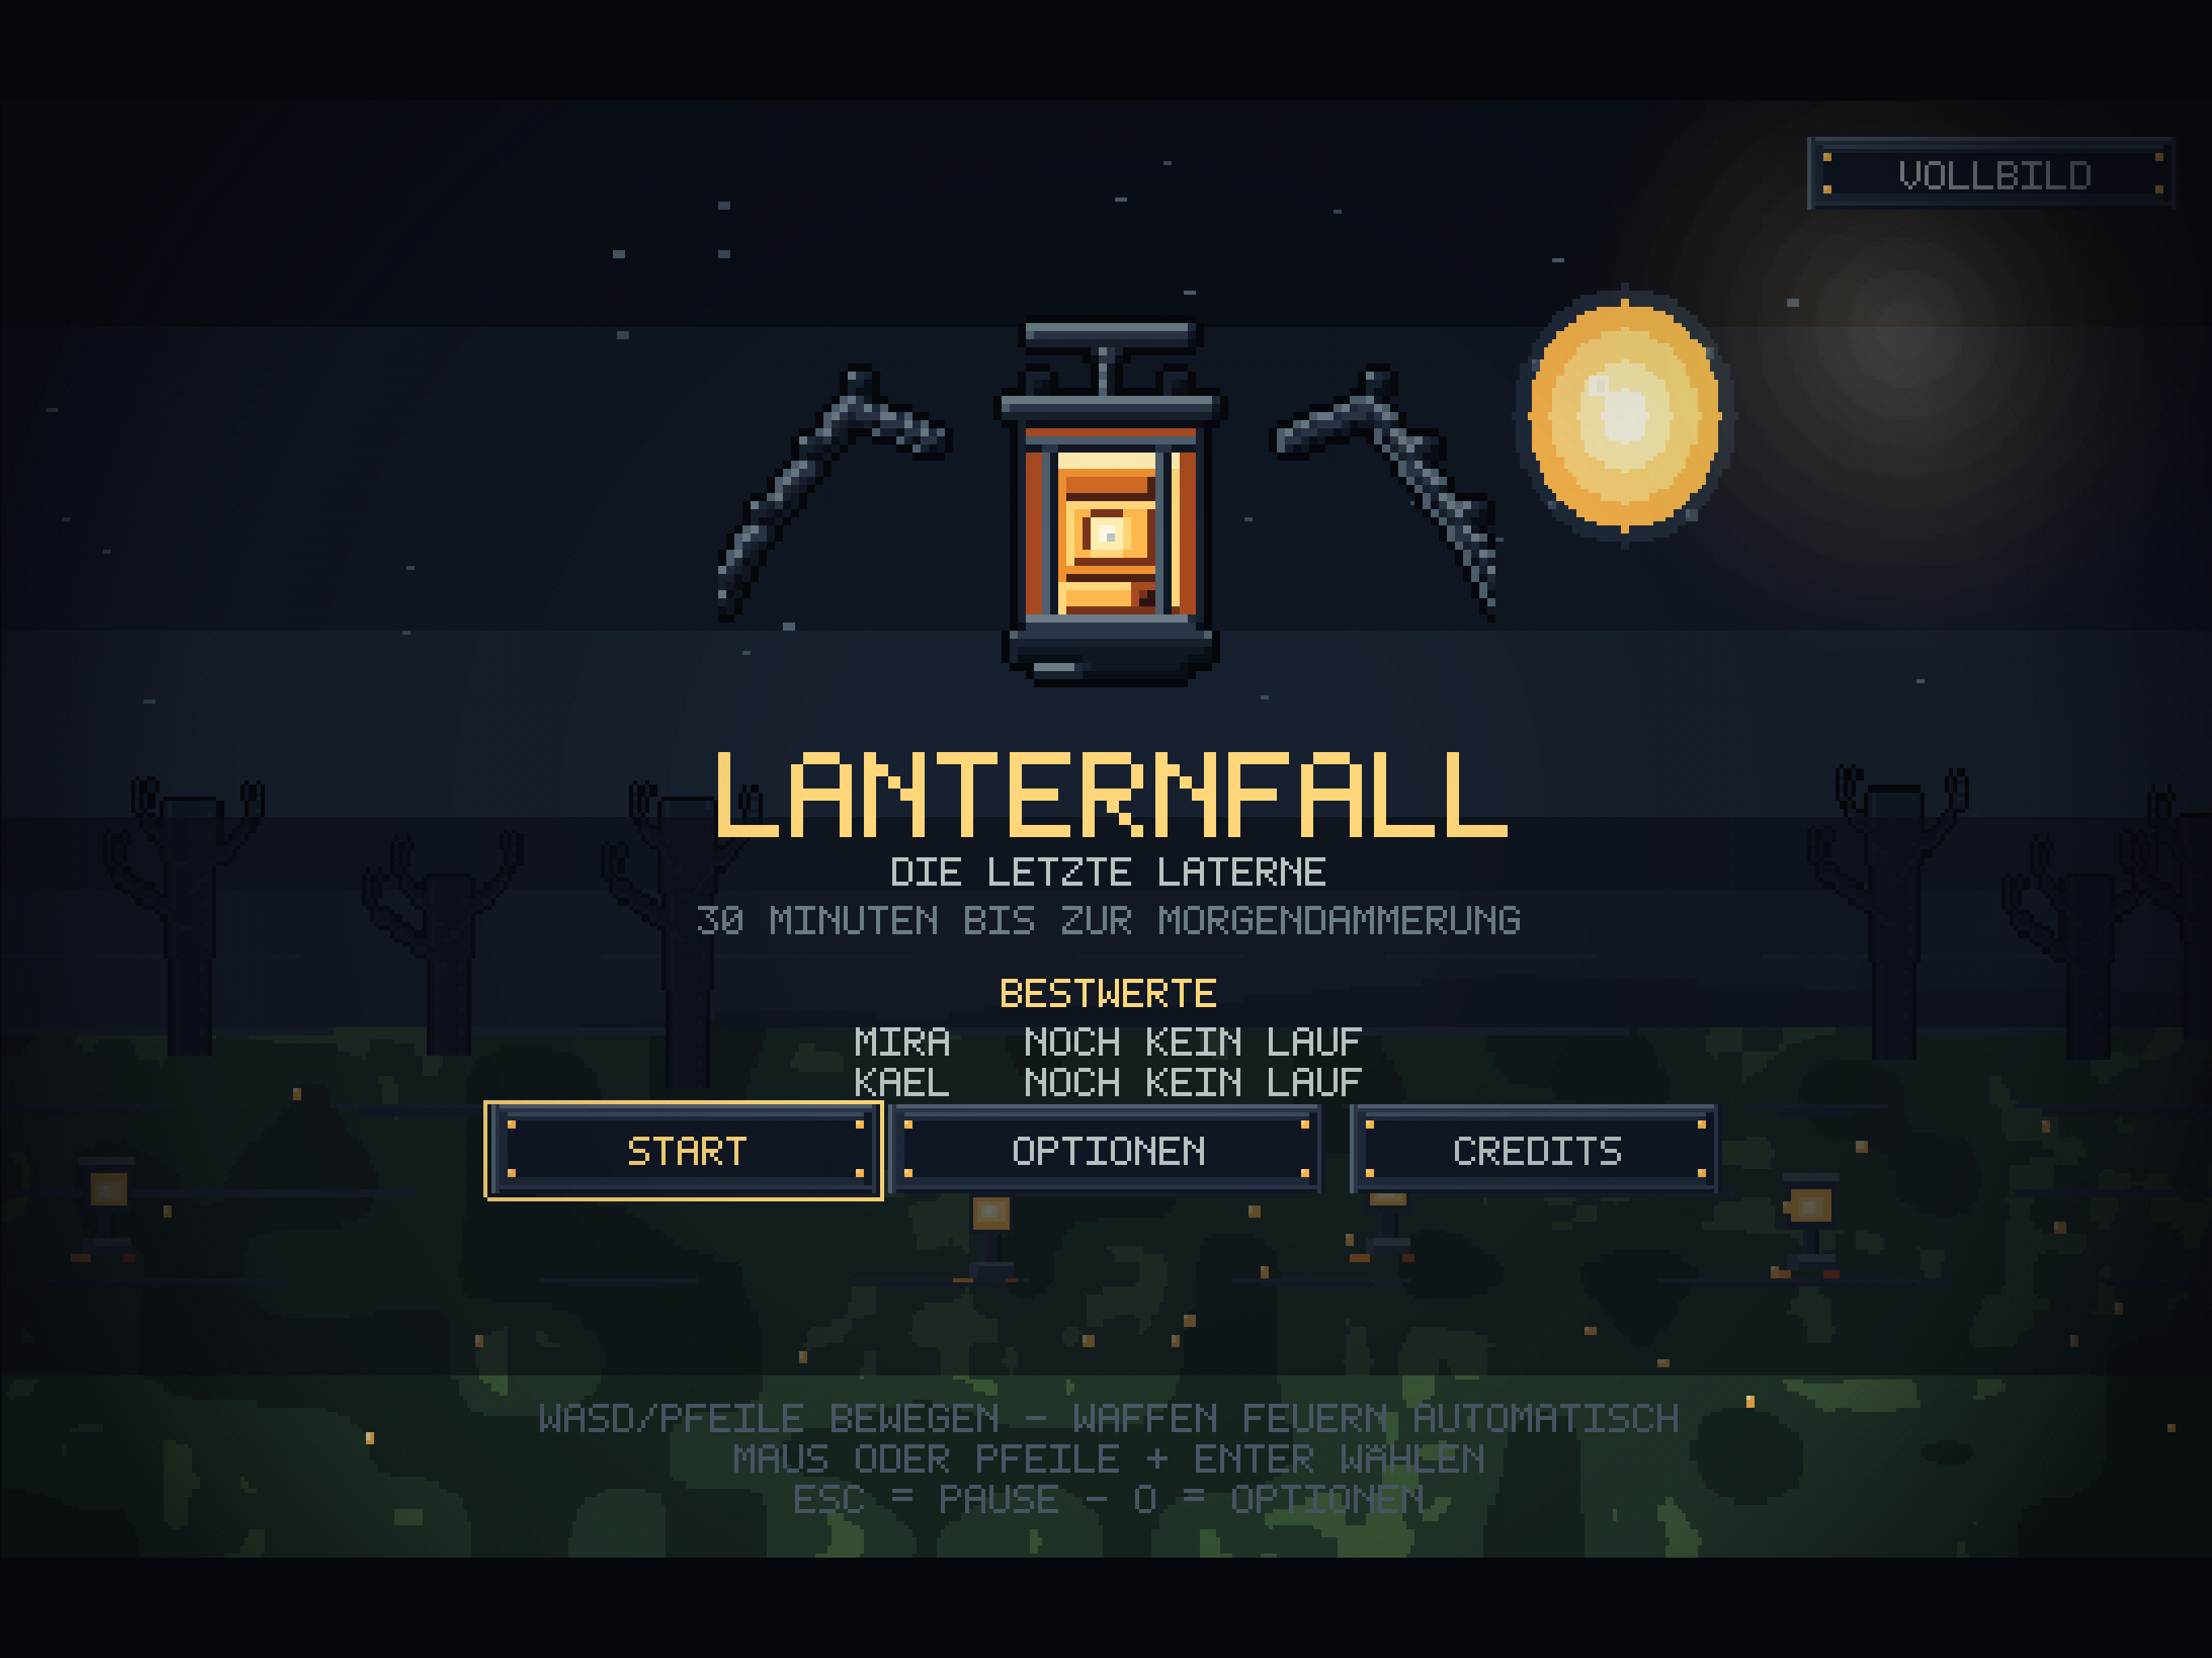 VOLLBILD
LANTERNFALL
DIE LETZTE LATERNE
30 MINUTEN BIS ZUR MORGENDAMMERUNG
BESTWERTE
MIRA NOCH KEIN LAUF
KAEL NOCH KEIN LAUF
START OPTIONEN CREDITS
WASD/PFEILE BEWEGEN - WAFFEN FEUERN AUTOMATISCH
MAUS ODER PFEILE + ENTER WÄHLEN
ESC = PAUSE - O = OPTIONEN